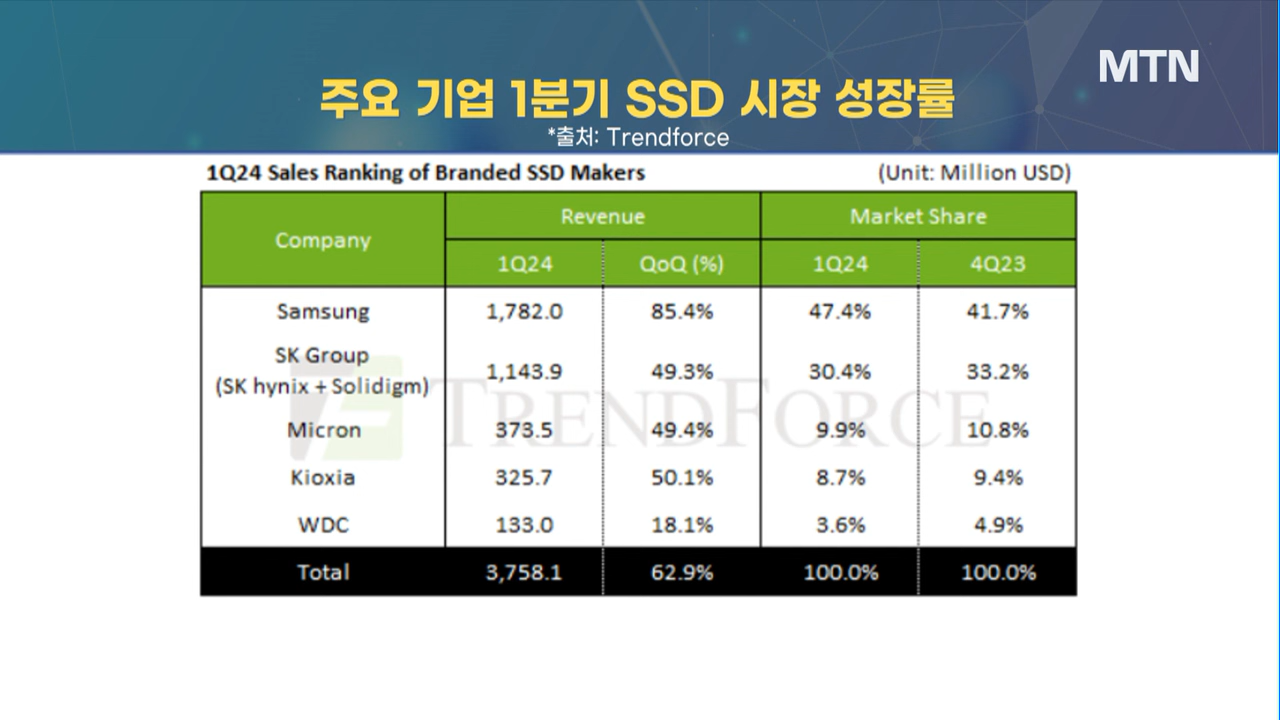 MTN
주요 기업 1분기 SSD 시장 성장률
*출처: Trendforce
1Q24 Sales Ranking of Branded SSD Makers (Unit: Million USD)
Company Revenue Market Share
1Q24 QoQ (%) 1Q24 4Q23
Samsung 1,782.0 85.4% 47.4% 41.7%
SK Group
(SK hynix + Solidigm) 1,143.9 49.3% 30.4% 33.2%
Micron 373.5 49.4% 9.9% 10.8%
Kioxia 325.7 50.1% 8.7% 9.4%
WDC 133.0 18.1% 3.6% 4.9%
Total 3,758.1 62.9% 100.0% 100.0%
TRENDFORCE